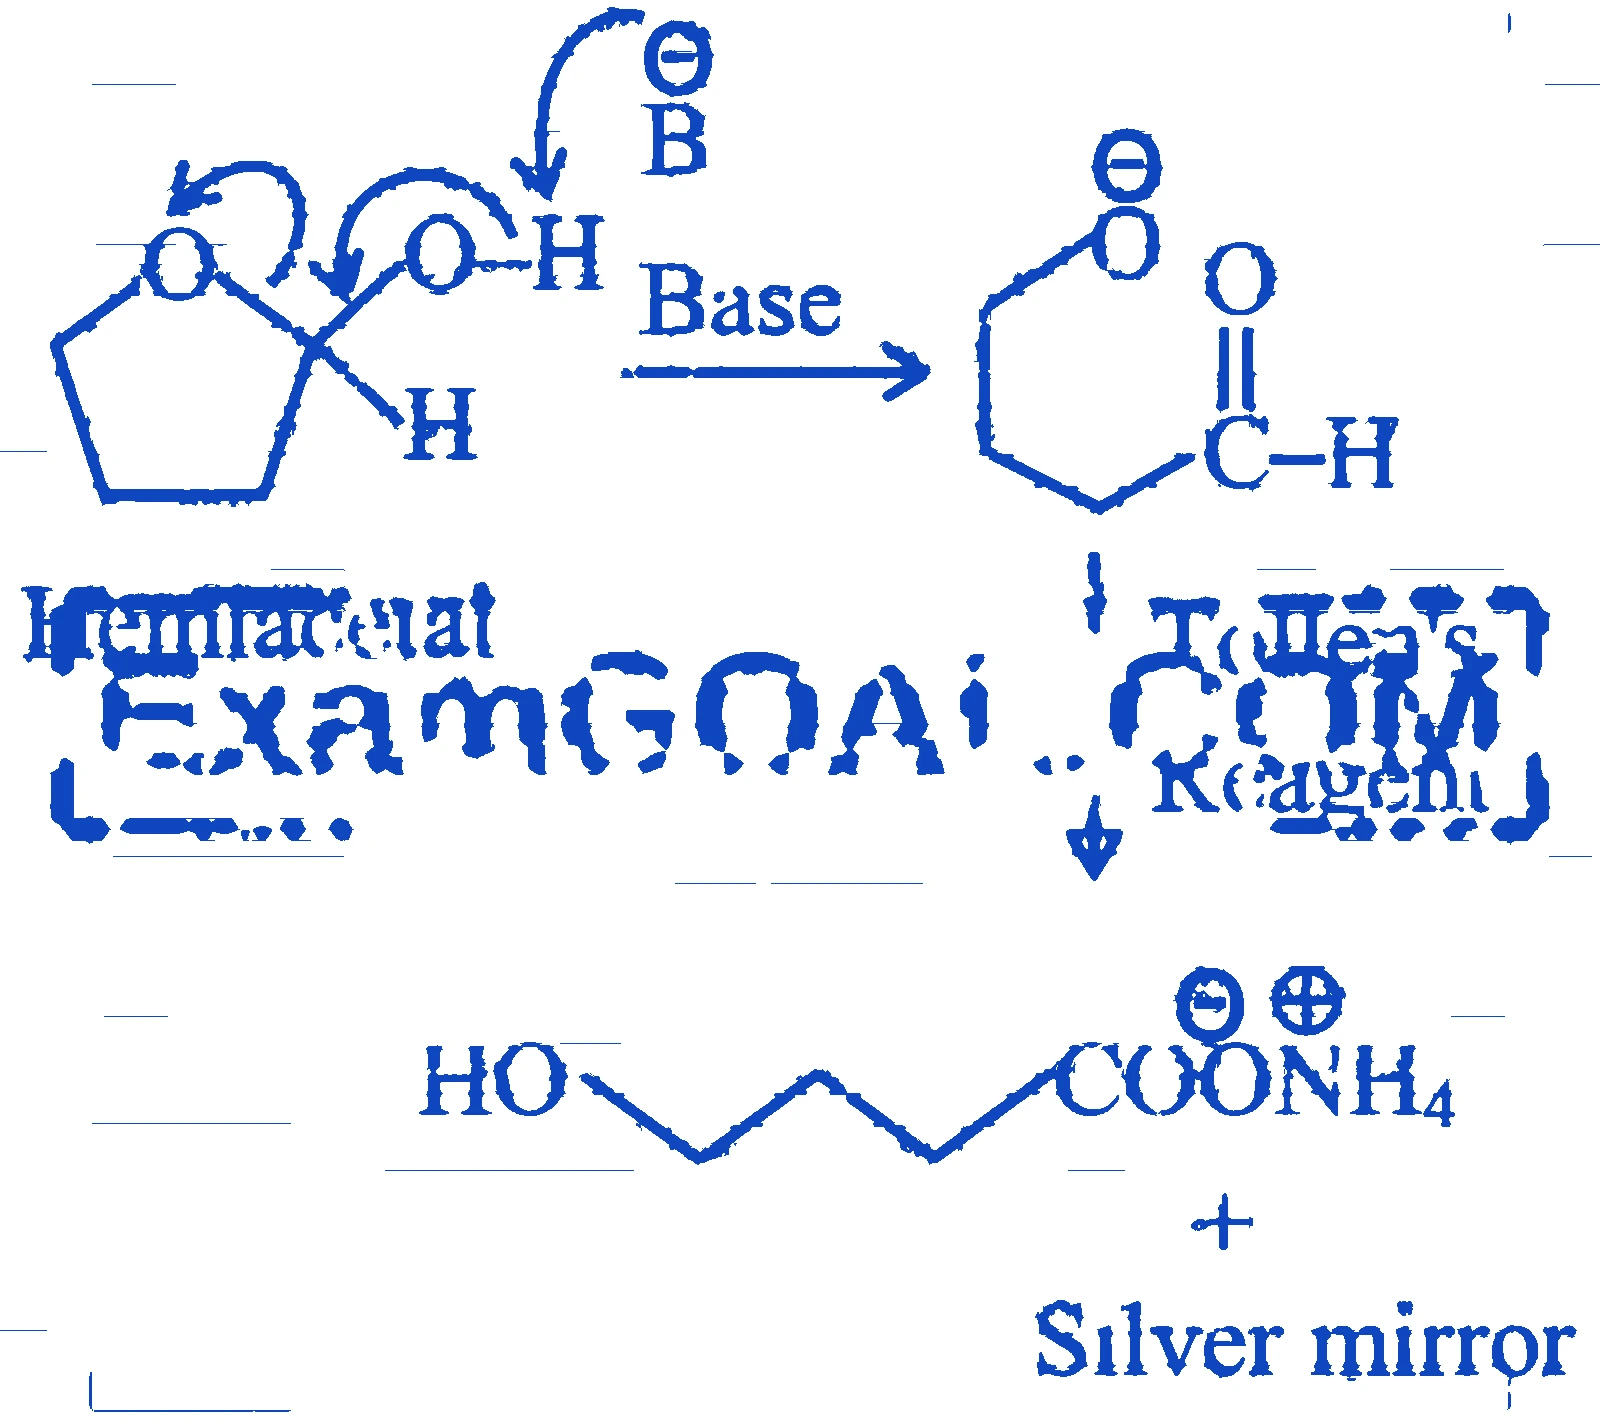 ⊖
B
O
O-H
Base
H
⊖
O
O
C-H
Hemiacetal
Tollen's
ExamGOAL.COM
Reagent
⊖ ⊕
HO COONH4
+
Silver mirror